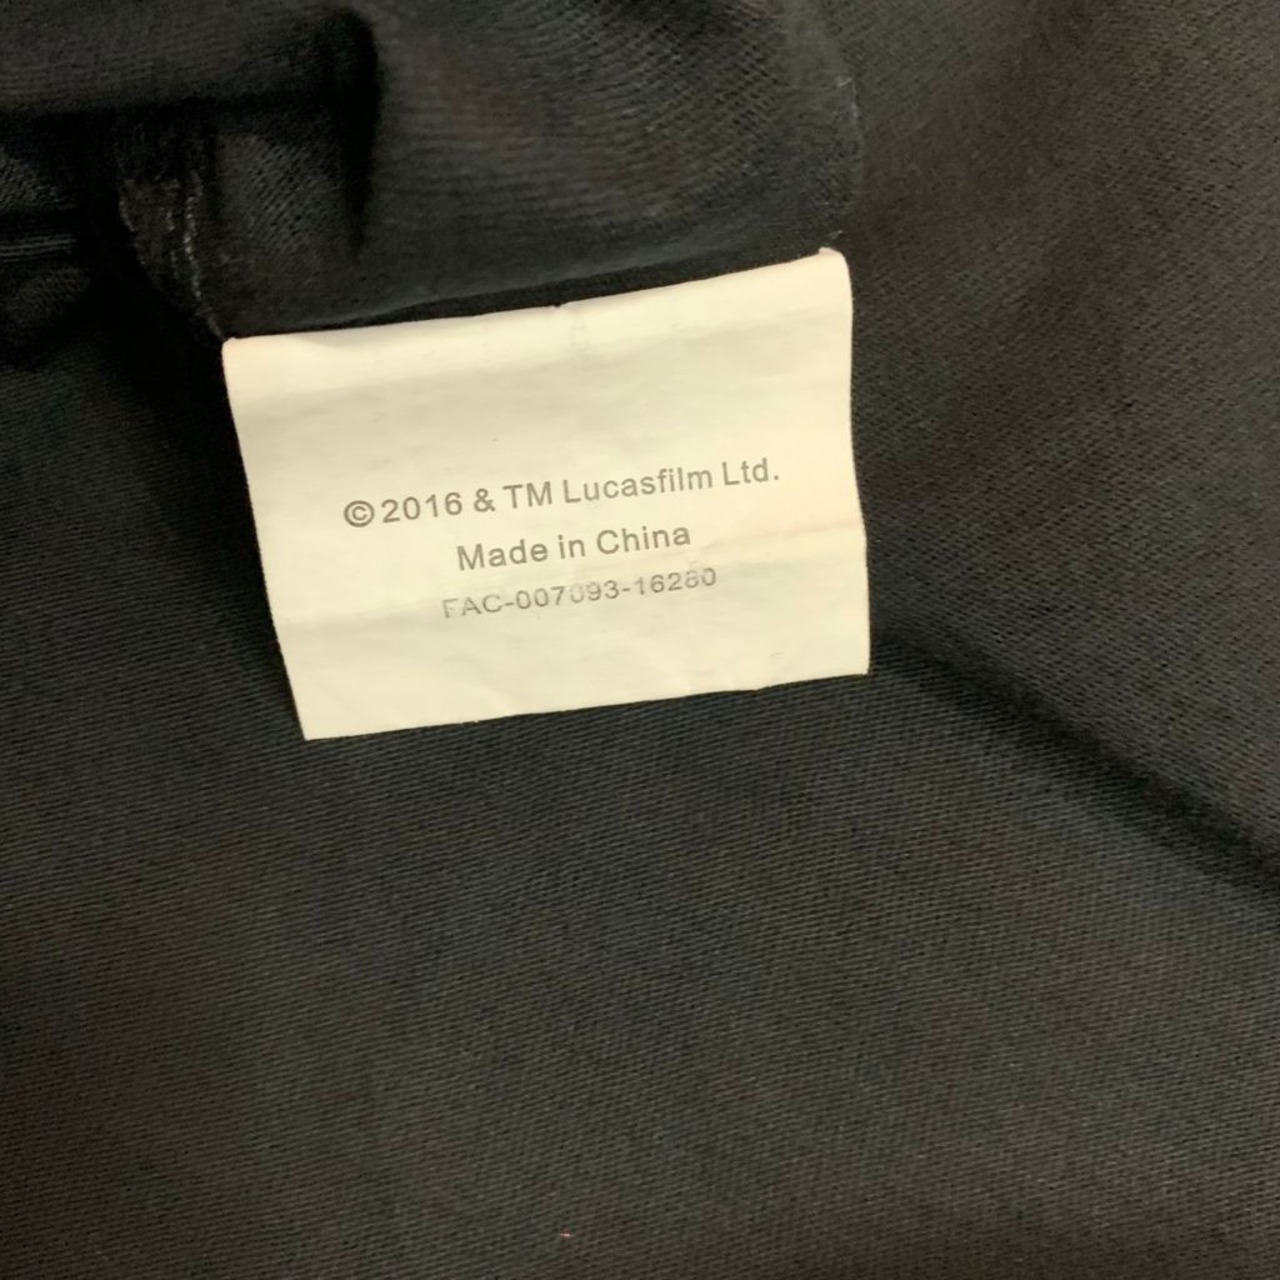 ©2016 & TM Lucasfilm Ltd.
Made in China
FAC-007093-16280